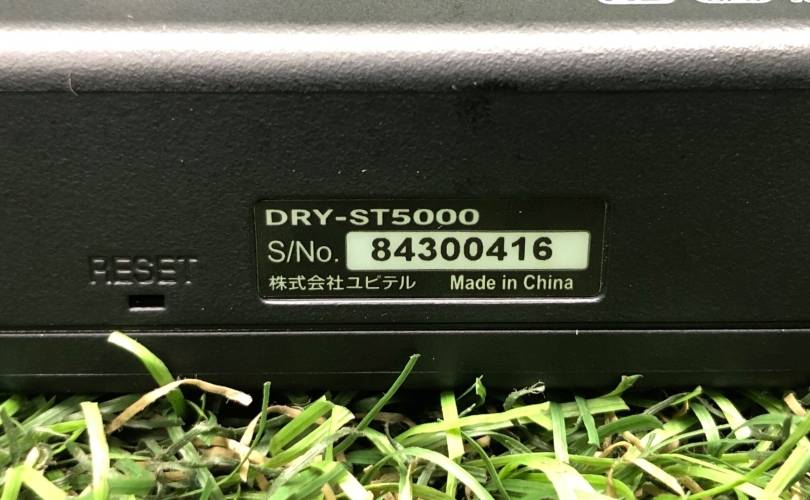 DRY-ST5000
S/No. 84300416
株式会社ユピテル Made in China
RESET